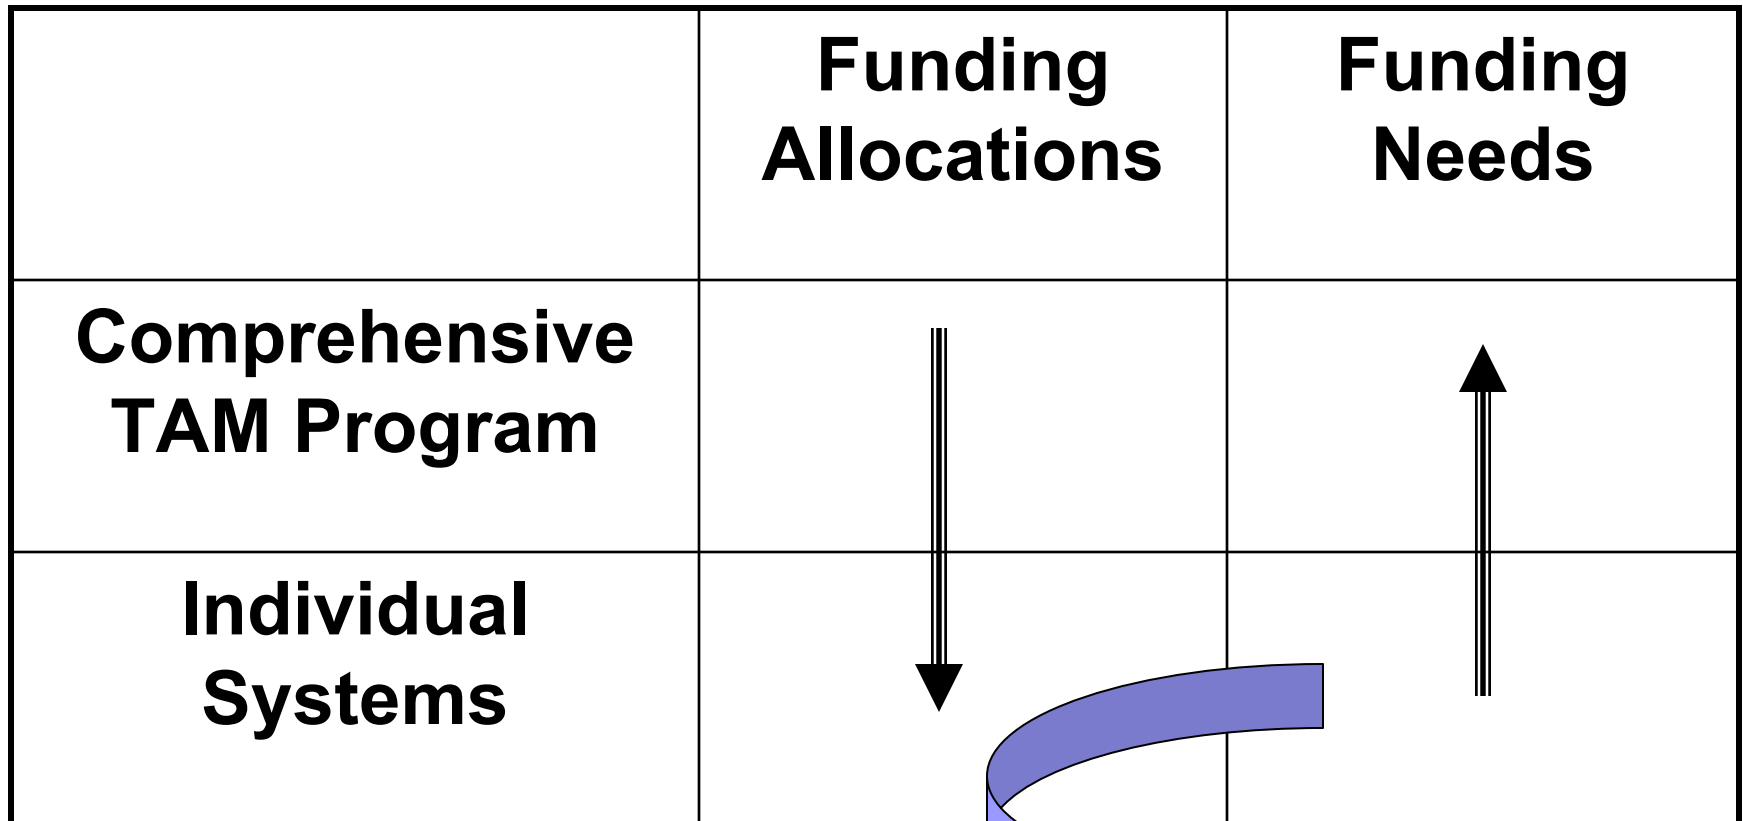 Funding
Allocations
Funding
Needs
Comprehensive
TAM Program
Individual
Systems